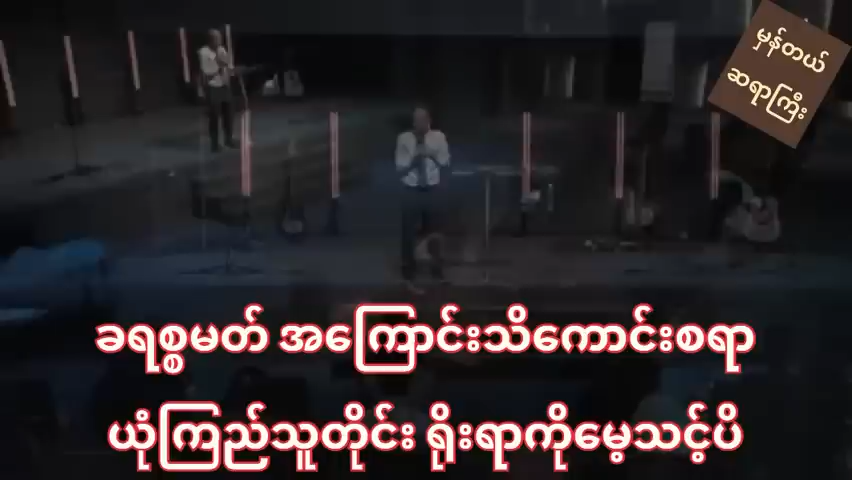 မှန်တယ်
ဆရာကြီး
ခရစ္စမတ် အကြောင်းသိကောင်းစရာ
ယုံကြည်သူတိုင်း ရိုးရာကိုမေ့သင့်ပိ